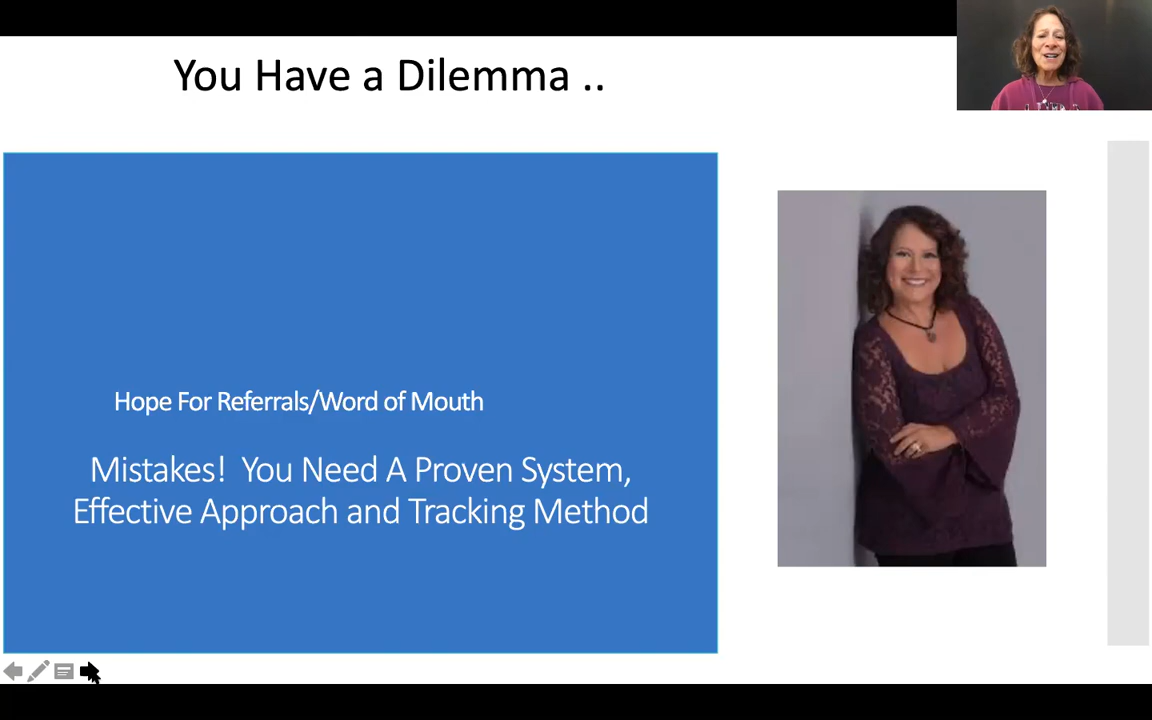 You Have a Dilemma ..
Hope For Referrals/Word of Mouth
Mistakes! You Need A Proven System,
Effective Approach and Tracking Method